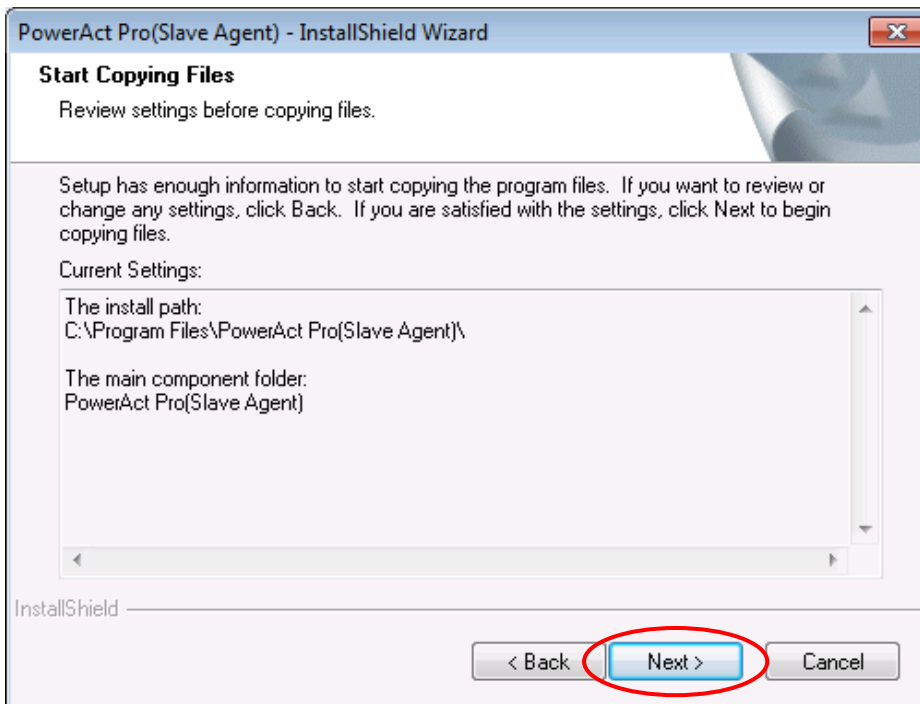 PowerAct Pro(Slave Agent) - InstallShield Wizard
Start Copying Files
Review settings before copying files.
Setup has enough information to start copying the program files.  If you want to review or
change any settings, click Back.  If you are satisfied with the settings, click Next to begin
copying files.
Current Settings:
The install path:
C:\Program Files\PowerAct Pro(Slave Agent)\
The main component folder:
PowerAct Pro(Slave Agent)
InstallShield
< Back
Next >
Cancel